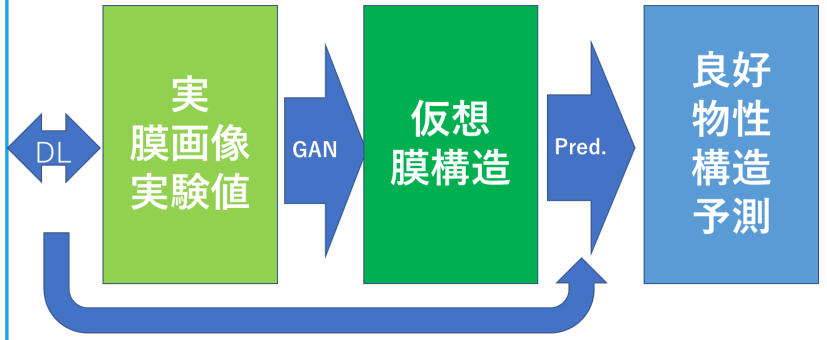 DL
実
膜画像
実験値
GAN
仮想
膜構造
Pred.
良好
物性
構造
予測